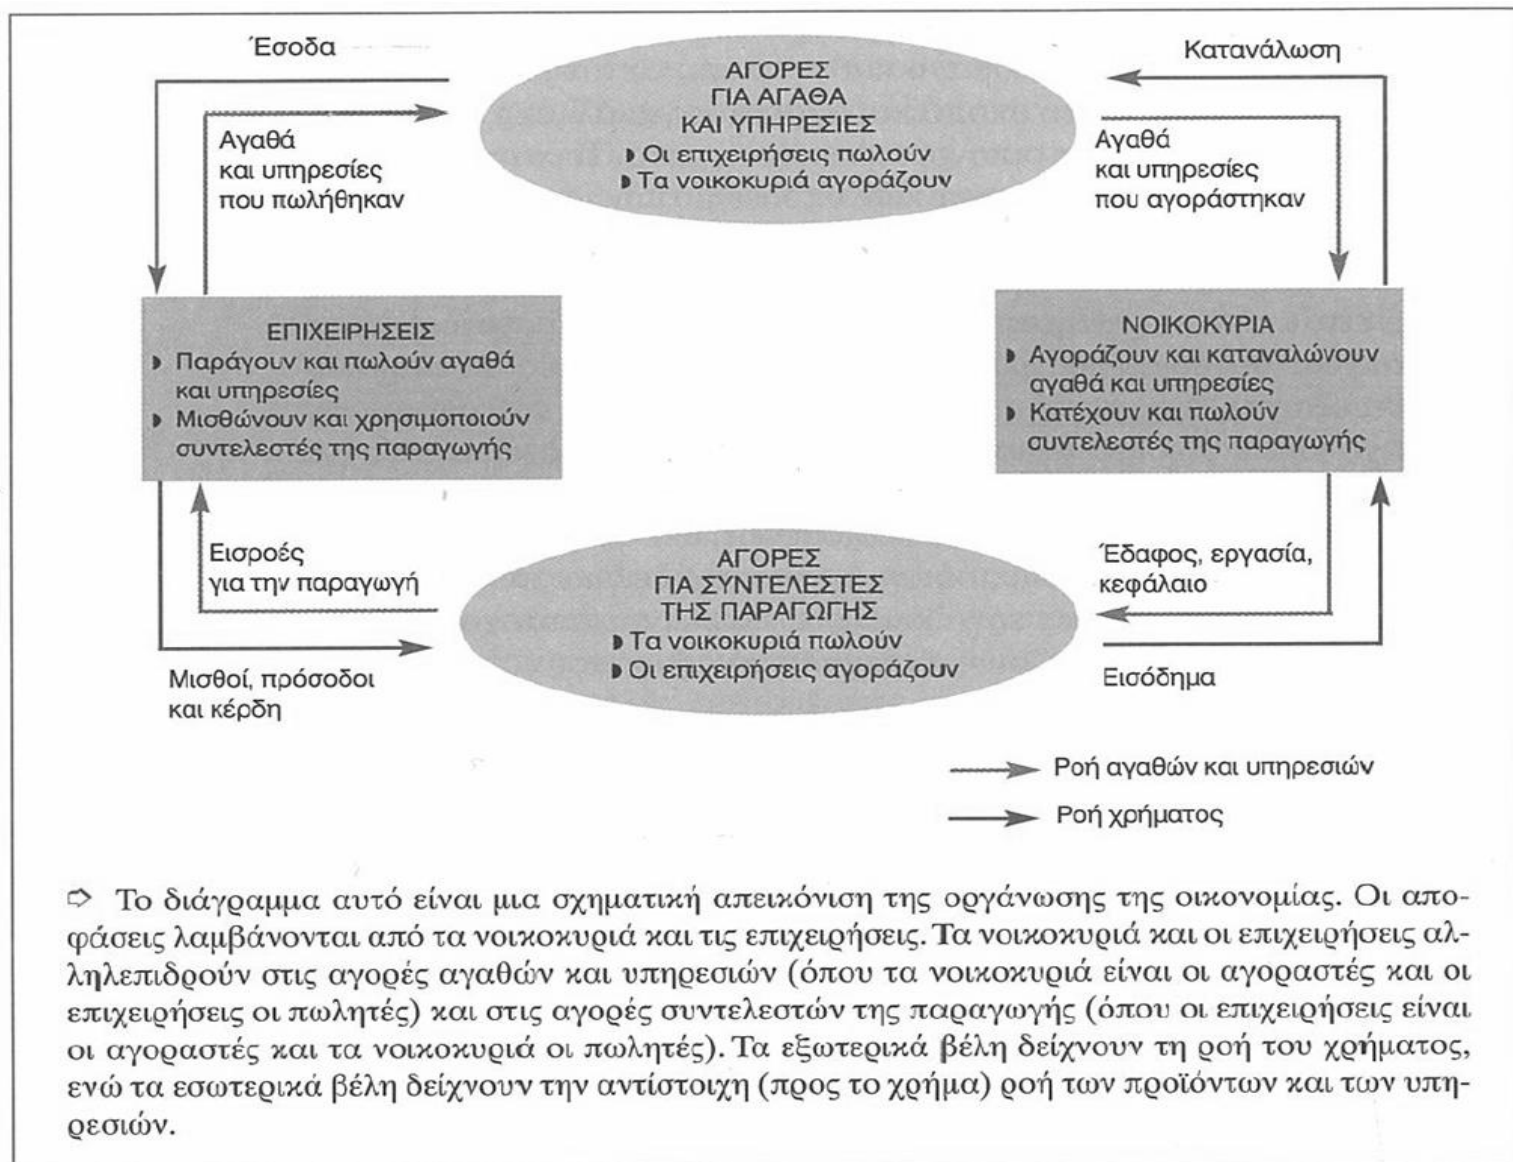 Έσοδα
ΑΓΟΡΕΣ
ΓΙΑ ΑΓΑΘΑ
ΚΑΙ ΥΠΗΡΕΣΙΕΣ
◗ Οι επιχειρήσεις πωλούν
◗ Τα νοικοκυριά αγοράζουν
Κατανάλωση
Αγαθά
και υπηρεσίες
που πωλήθηκαν
Αγαθά
και υπηρεσίες
που αγοράστηκαν
ΕΠΙΧΕΙΡΗΣΕΙΣ
◗ Παράγουν και πωλούν αγαθά
και υπηρεσίες
◗ Μισθώνουν και χρησιμοποιούν
συντελεστές της παραγωγής
ΝΟΙΚΟΚΥΡΙΑ
◗ Αγοράζουν και καταναλώνουν
αγαθά και υπηρεσίες
◗ Κατέχουν και πωλούν
συντελεστές της παραγωγής
Εισροές
για την παραγωγή
ΑΓΟΡΕΣ
ΓΙΑ ΣΥΝΤΕΛΕΣΤΕΣ
ΤΗΣ ΠΑΡΑΓΩΓΗΣ
◗ Τα νοικοκυριά πωλούν
◗ Οι επιχειρήσεις αγοράζουν
Έδαφος, εργασία,
κεφάλαιο
Μισθοί, πρόσοδοι
και κέρδη
Εισόδημα
Ροή αγαθών και υπηρεσιών
Ροή χρήματος
⇨ Το διάγραμμα αυτό είναι μια σχηματική απεικόνιση της οργάνωσης της οικονομίας. Οι απο-
φάσεις λαμβάνονται από τα νοικοκυριά και τις επιχειρήσεις. Τα νοικοκυριά και οι επιχειρήσεις αλ-
ληλεπιδρούν στις αγορές αγαθών και υπηρεσιών (όπου τα νοικοκυριά είναι οι αγοραστές και οι
επιχειρήσεις οι πωλητές) και στις αγορές συντελεστών της παραγωγής (όπου οι επιχειρήσεις είναι
οι αγοραστές και τα νοικοκυριά οι πωλητές). Τα εξωτερικά βέλη δείχνουν τη ροή του χρήματος,
ενώ τα εσωτερικά βέλη δείχνουν την αντίστοιχη (προς το χρήμα) ροή των προϊόντων και των υπη-
ρεσιών.